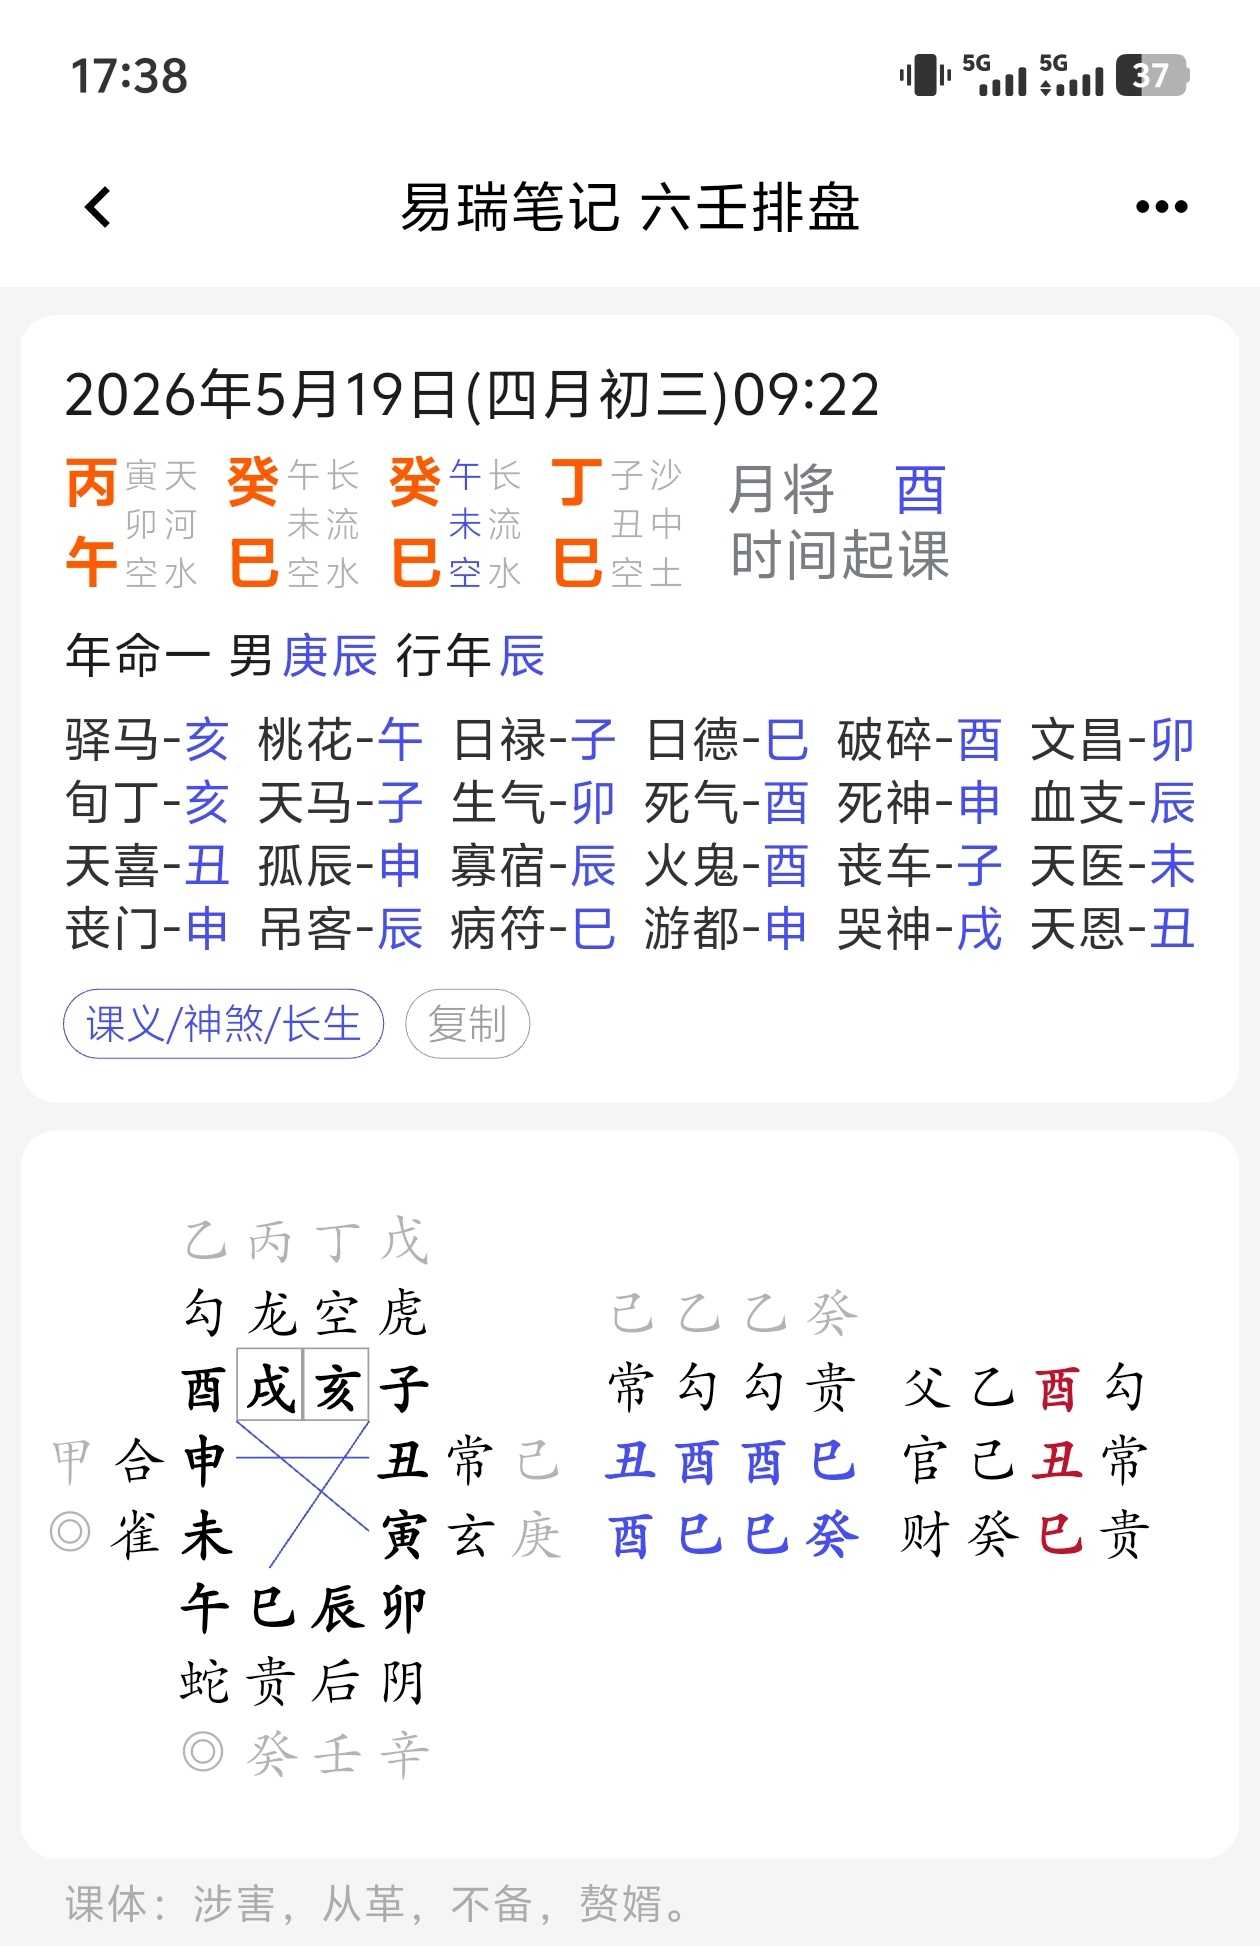 17:38 5G 5G 37
易瑞笔记 六壬排盘
2026年5月19日(四月初三)09:22
丙 寅天 癸 午长 癸 午长 丁 子沙 月将 酉
卯河 未流 未流 丑中
午 空水 巳 空水 巳 空水 巳 空土 时间起课
年命一 男庚辰 行年辰
驿马-亥 桃花-午 日禄-子 日德-巳 破碎-酉 文昌-卯
旬丁-亥 天马-子 生气-卯 死气-酉 死神-申 血支-辰
天喜-丑 孤辰-申 寡宿-辰 火鬼-酉 丧车-子 天医-未
丧门-申 吊客-辰 病符-巳 游都-申 哭神-戌 天恩-丑
课义/神煞/长生 复制
乙 丙 丁 戊
勾 龙 空 虎 己 乙 乙 癸
酉 戌 亥 子 常 勾 勾 贵 父 乙 酉 勾
甲 合 申 丑 常 己 丑 酉 酉 巳 官 己 丑 常
◎ 雀 未 寅 玄 庚 酉 巳 巳 癸 财 癸 巳 贵
午 巳 辰 卯
蛇 贵 后 阴
◎ 癸 壬 辛
课体：涉害，从革，不备，赘婿。